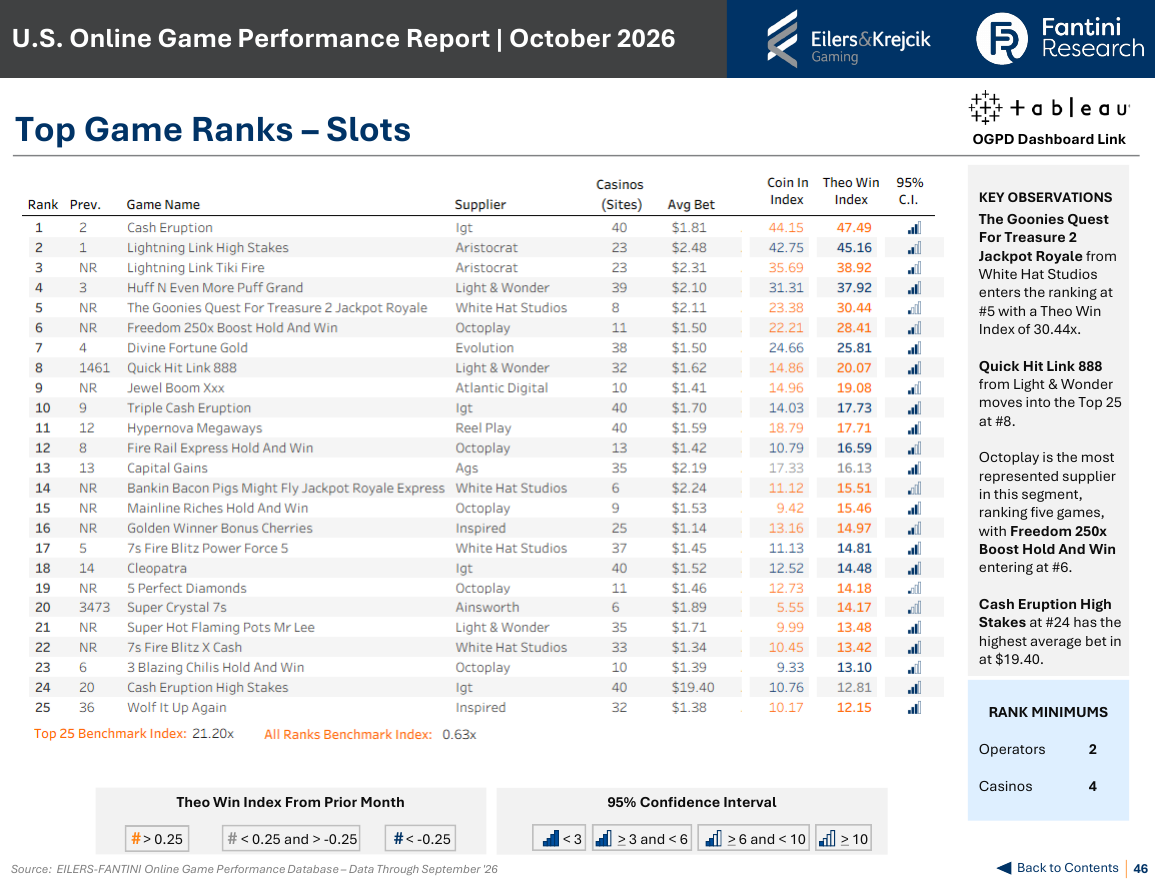 U.S. Online Game Performance Report | October 2026
Eilers&Krejcik
Gaming
Fantini
Research
Top Game Ranks – Slots
+ableau
OGPD Dashboard Link
Rank Prev. Game Name Supplier Casinos (Sites) Avg Bet Coin In Index Theo Win Index 95% C.I.
1 2 Cash Eruption Igt 40 $1.81 44.15 47.49
2 1 Lightning Link High Stakes Aristocrat 23 $2.48 42.75 45.16
3 NR Lightning Link Tiki Fire Aristocrat 23 $2.31 35.69 38.92
4 3 Huff N Even More Puff Grand Light & Wonder 39 $2.10 31.31 37.92
5 NR The Goonies Quest For Treasure 2 Jackpot Royale White Hat Studios 8 $2.11 23.38 30.44
6 NR Freedom 250x Boost Hold And Win Octoplay 11 $1.50 22.21 28.41
7 4 Divine Fortune Gold Evolution 38 $1.50 24.66 25.81
8 1461 Quick Hit Link 888 Light & Wonder 32 $1.62 14.86 20.07
9 NR Jewel Boom Xxx Atlantic Digital 10 $1.41 14.96 19.08
10 9 Triple Cash Eruption Igt 40 $1.70 14.03 17.73
11 12 Hypernova Megaways Reel Play 40 $1.59 18.79 17.71
12 8 Fire Rail Express Hold And Win Octoplay 13 $1.42 10.79 16.59
13 13 Capital Gains Ags 35 $2.19 17.33 16.13
14 NR Bankin Bacon Pigs Might Fly Jackpot Royale Express White Hat Studios 6 $2.24 11.12 15.51
15 NR Mainline Riches Hold And Win Octoplay 9 $1.53 9.42 15.46
16 NR Golden Winner Bonus Cherries Inspired 25 $1.14 13.16 14.97
17 5 7s Fire Blitz Power Force 5 White Hat Studios 37 $1.45 11.13 14.81
18 14 Cleopatra Igt 40 $1.52 12.52 14.48
19 NR 5 Perfect Diamonds Octoplay 11 $1.46 12.73 14.18
20 3473 Super Crystal 7s Ainsworth 6 $1.89 5.55 14.17
21 NR Super Hot Flaming Pots Mr Lee Light & Wonder 35 $1.71 9.99 13.48
22 NR 7s Fire Blitz X Cash White Hat Studios 33 $1.34 10.45 13.42
23 6 3 Blazing Chilis Hold And Win Octoplay 10 $1.39 9.33 13.10
24 20 Cash Eruption High Stakes Igt 40 $19.40 10.76 12.81
25 36 Wolf It Up Again Inspired 32 $1.38 10.17 12.15
Top 25 Benchmark Index: 21.20x All Ranks Benchmark Index: 0.63x
KEY OBSERVATIONS
The Goonies Quest
For Treasure 2
Jackpot Royale from
White Hat Studios
enters the ranking at
#5 with a Theo Win
Index of 30.44x.
Quick Hit Link 888
from Light & Wonder
moves into the Top 25
at #8.
Octoplay is the most
represented supplier
in this segment,
ranking five games,
with Freedom 250x
Boost Hold And Win
entering at #6.
Cash Eruption High
Stakes at #24 has the
highest average bet in
at $19.40.
RANK MINIMUMS
Operators 2
Casinos 4
Theo Win Index From Prior Month
# > 0.25 # < 0.25 and > -0.25 # < -0.25
95% Confidence Interval
< 3 ≥ 3 and < 6 ≥ 6 and < 10 ≥ 10
Source: EILERS-FANTINI Online Game Performance Database – Data Through September '26
Back to Contents 46